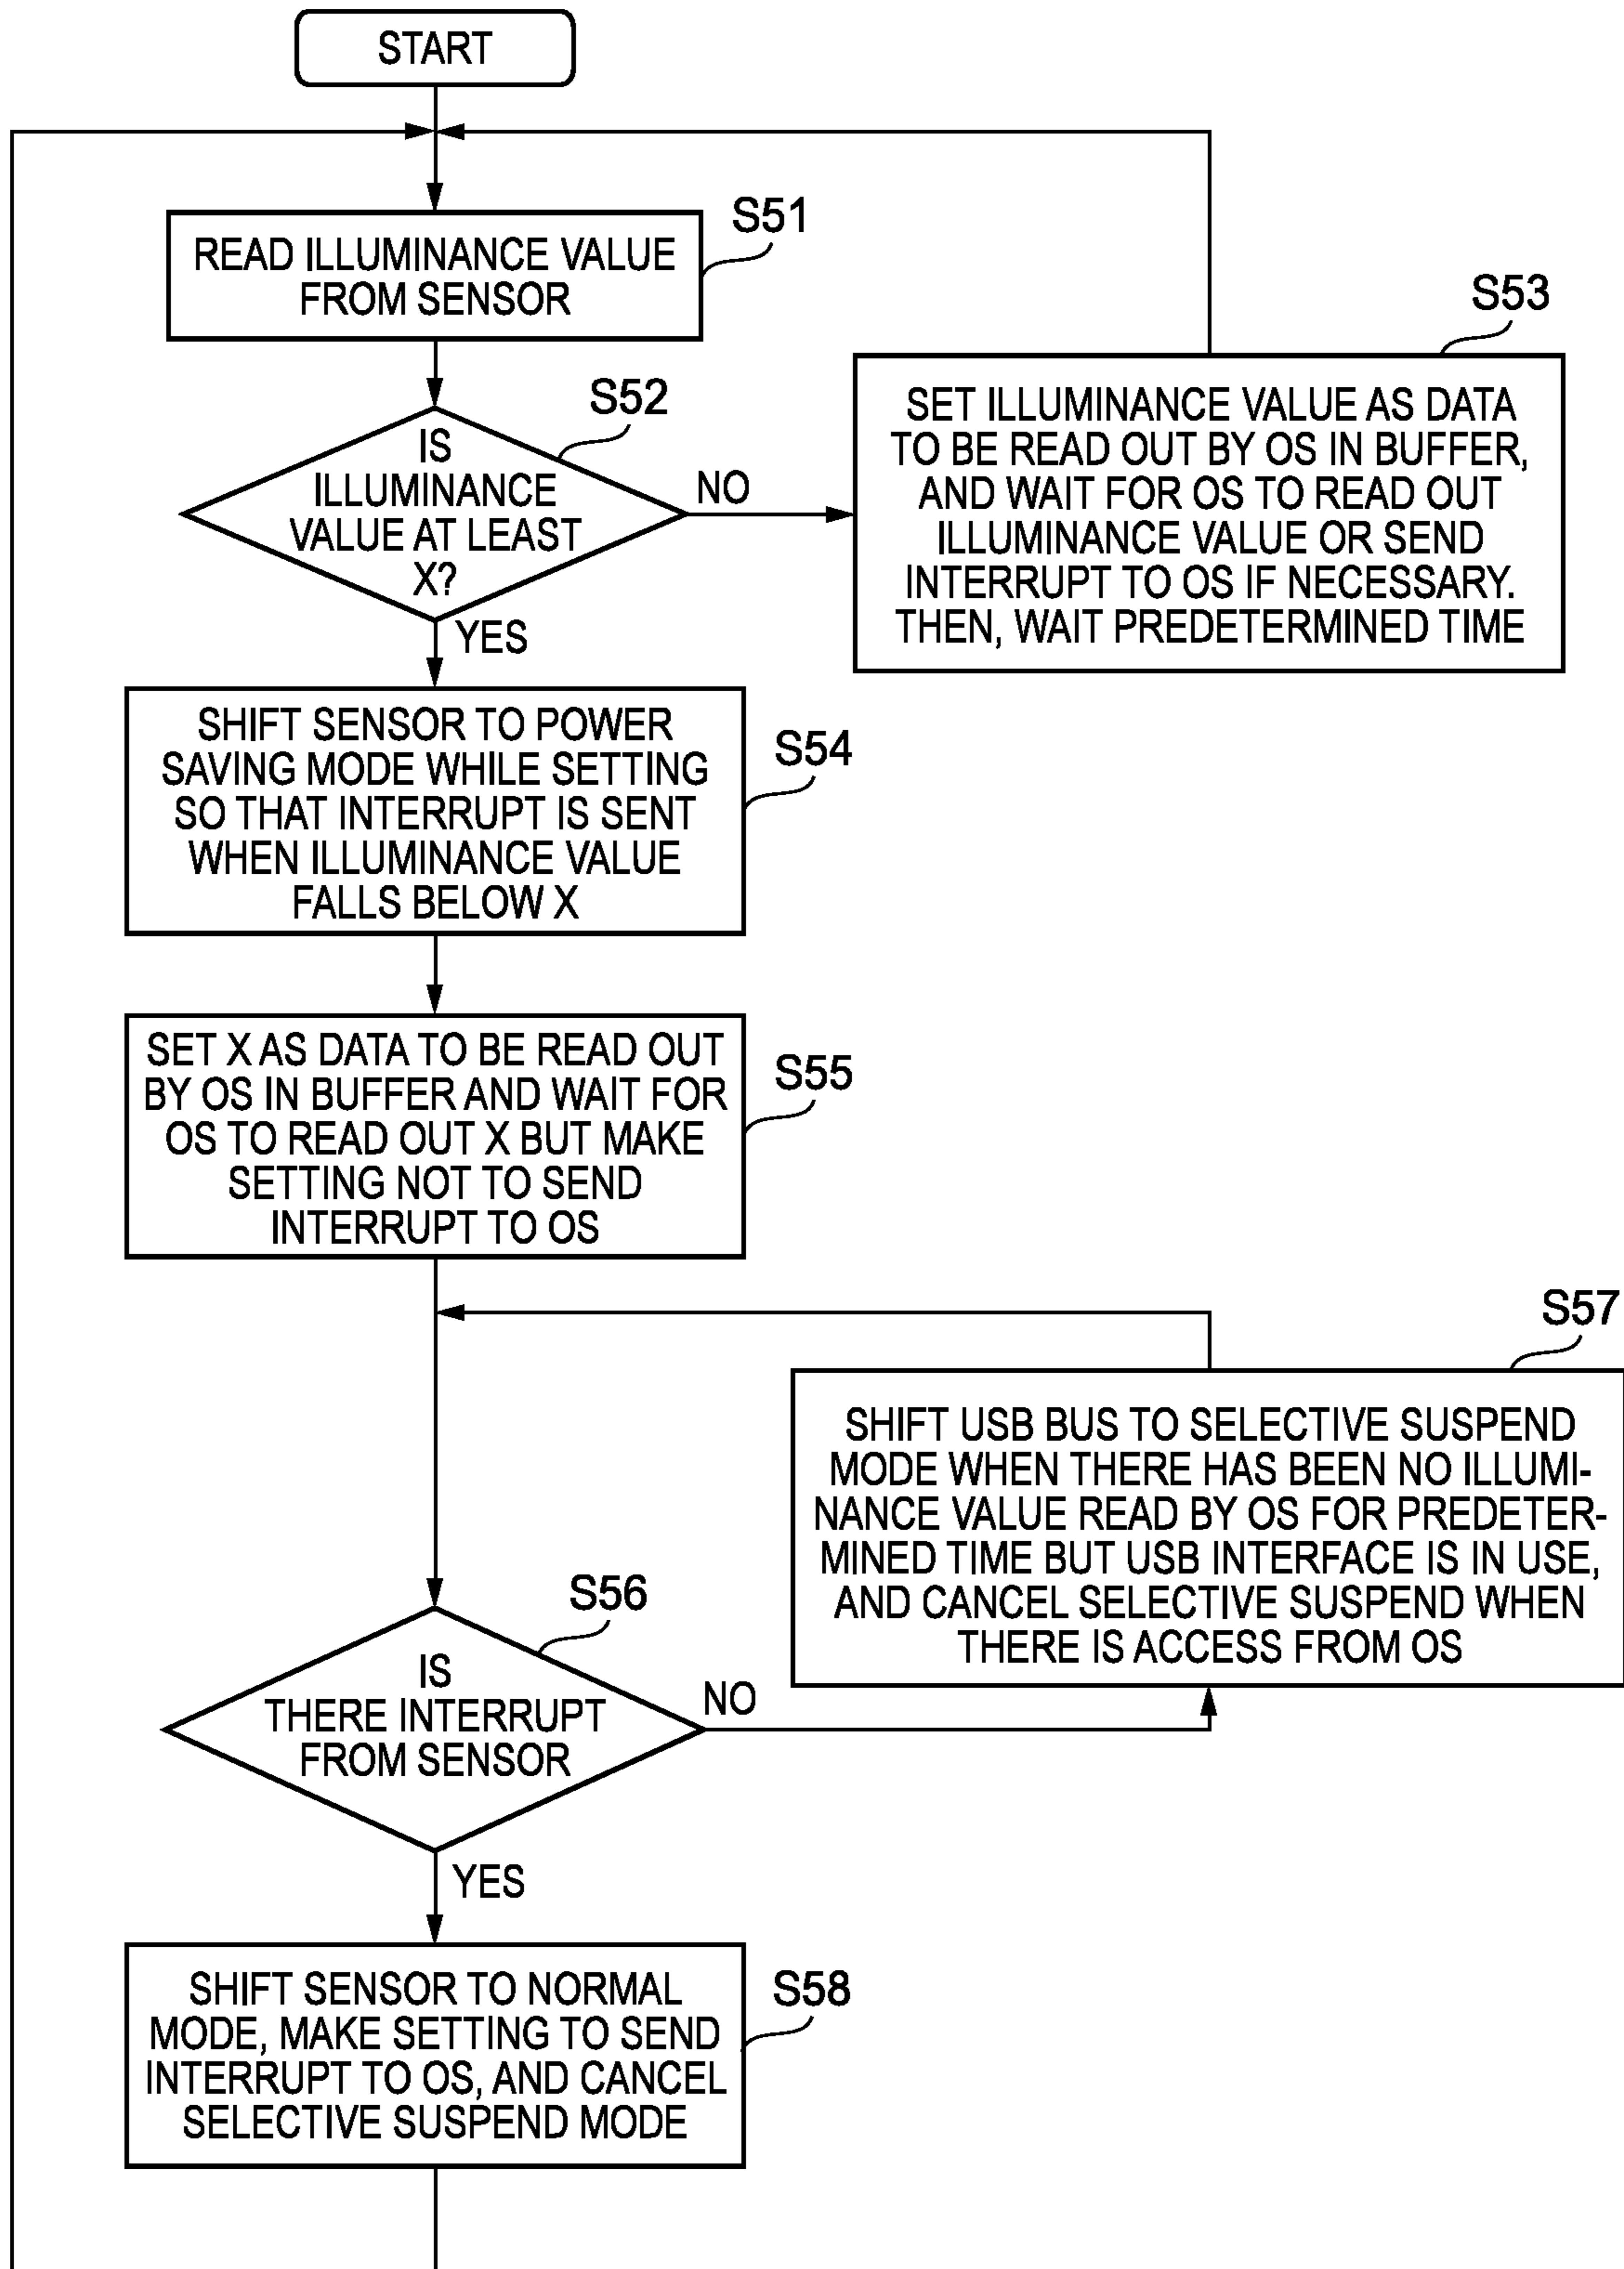 START
S51
READ ILLUMINANCE VALUE
FROM SENSOR
S52
IS
ILLUMINANCE
VALUE AT LEAST
X?
NO
YES
S53
SET ILLUMINANCE VALUE AS DATA
TO BE READ OUT BY OS IN BUFFER,
AND WAIT FOR OS TO READ OUT
ILLUMINANCE VALUE OR SEND
INTERRUPT TO OS IF NECESSARY.
THEN, WAIT PREDETERMINED TIME
S54
SHIFT SENSOR TO POWER
SAVING MODE WHILE SETTING
SO THAT INTERRUPT IS SENT
WHEN ILLUMINANCE VALUE
FALLS BELOW X
S55
SET X AS DATA TO BE READ OUT
BY OS IN BUFFER AND WAIT FOR
OS TO READ OUT X BUT MAKE
SETTING NOT TO SEND
INTERRUPT TO OS
S57
SHIFT USB BUS TO SELECTIVE SUSPEND
MODE WHEN THERE HAS BEEN NO ILLUMI-
NANCE VALUE READ BY OS FOR PREDETER-
MINED TIME BUT USB INTERFACE IS IN USE,
AND CANCEL SELECTIVE SUSPEND WHEN
THERE IS ACCESS FROM OS
S56
IS
THERE INTERRUPT
FROM SENSOR
NO
YES
S58
SHIFT SENSOR TO NORMAL
MODE, MAKE SETTING TO SEND
INTERRUPT TO OS, AND CANCEL
SELECTIVE SUSPEND MODE